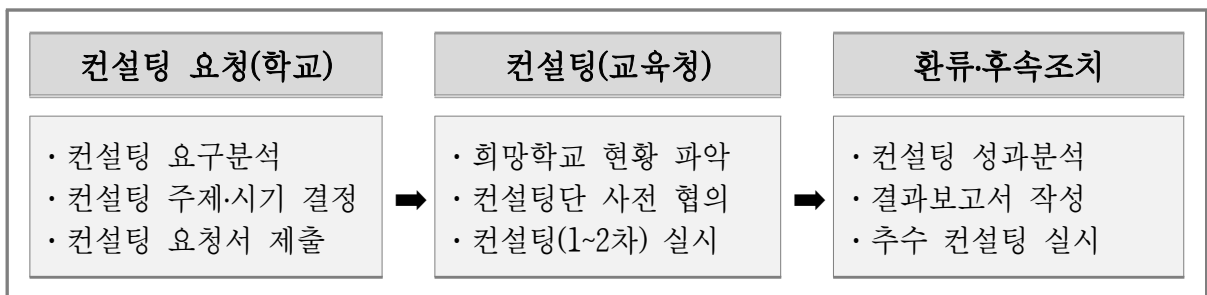 컨설팅 요청(학교)
· 컨설팅 요구분석
· 컨설팅 주제·시기 결정
· 컨설팅 요청서 제출
➡
컨설팅(교육청)
· 희망학교 현황 파악
· 컨설팅단 사전 협의
· 컨설팅(1~2차) 실시
➡
환류·후속조치
· 컨설팅 성과분석
· 결과보고서 작성
· 추수 컨설팅 실시